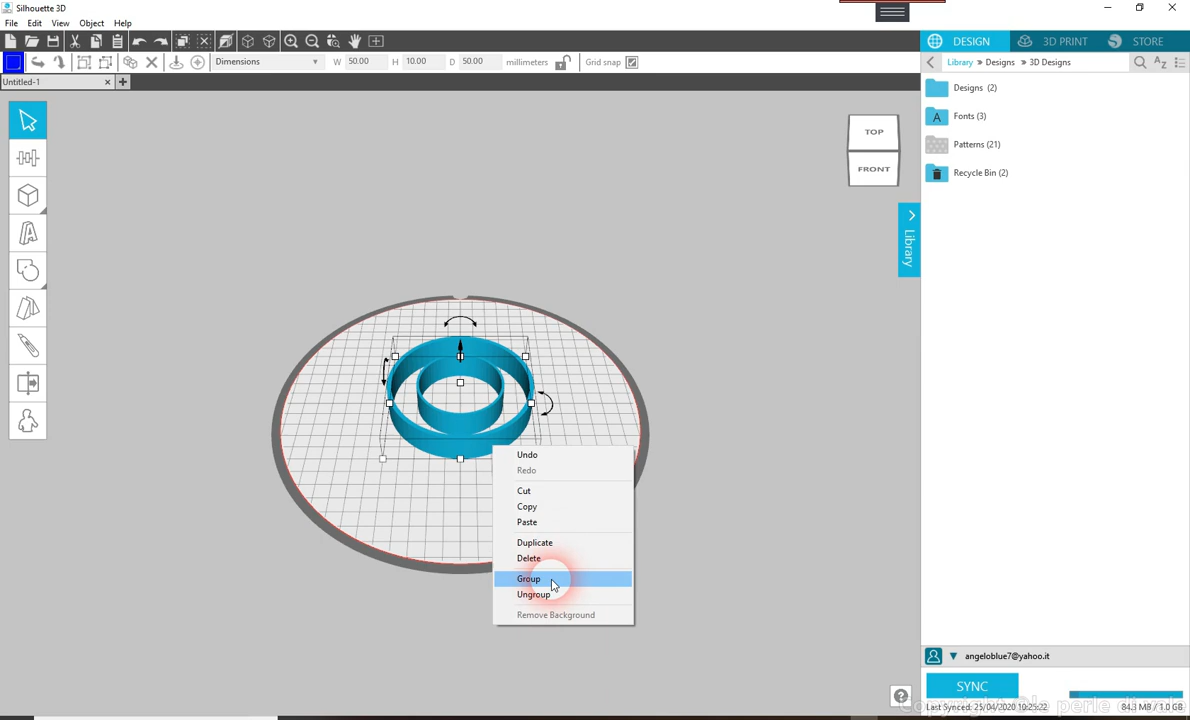 Silhouette 3D
File Edit View Object Help
Dimensions W 50.00 H 10.00 D 50.00 millimeters Grid snap
Untitled-1
DESIGN 3D PRINT STORE
Library » Designs » 3D Designs
Designs (2)
Fonts (3)
Patterns (21)
Recycle Bin (2)
TOP
FRONT
Library
Undo
Redo
Cut
Copy
Paste
Duplicate
Delete
Group
Ungroup
Remove Background
angeloblue7@yahoo.it
SYNC
Last Synced: 25/04/2020 10:25:22 84.3 MB / 1.0 GB